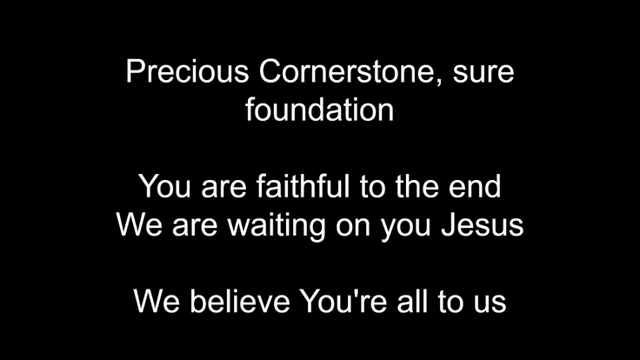 Precious Cornerstone, sure
foundation
You are faithful to the end
We are waiting on you Jesus
We believe You're all to us